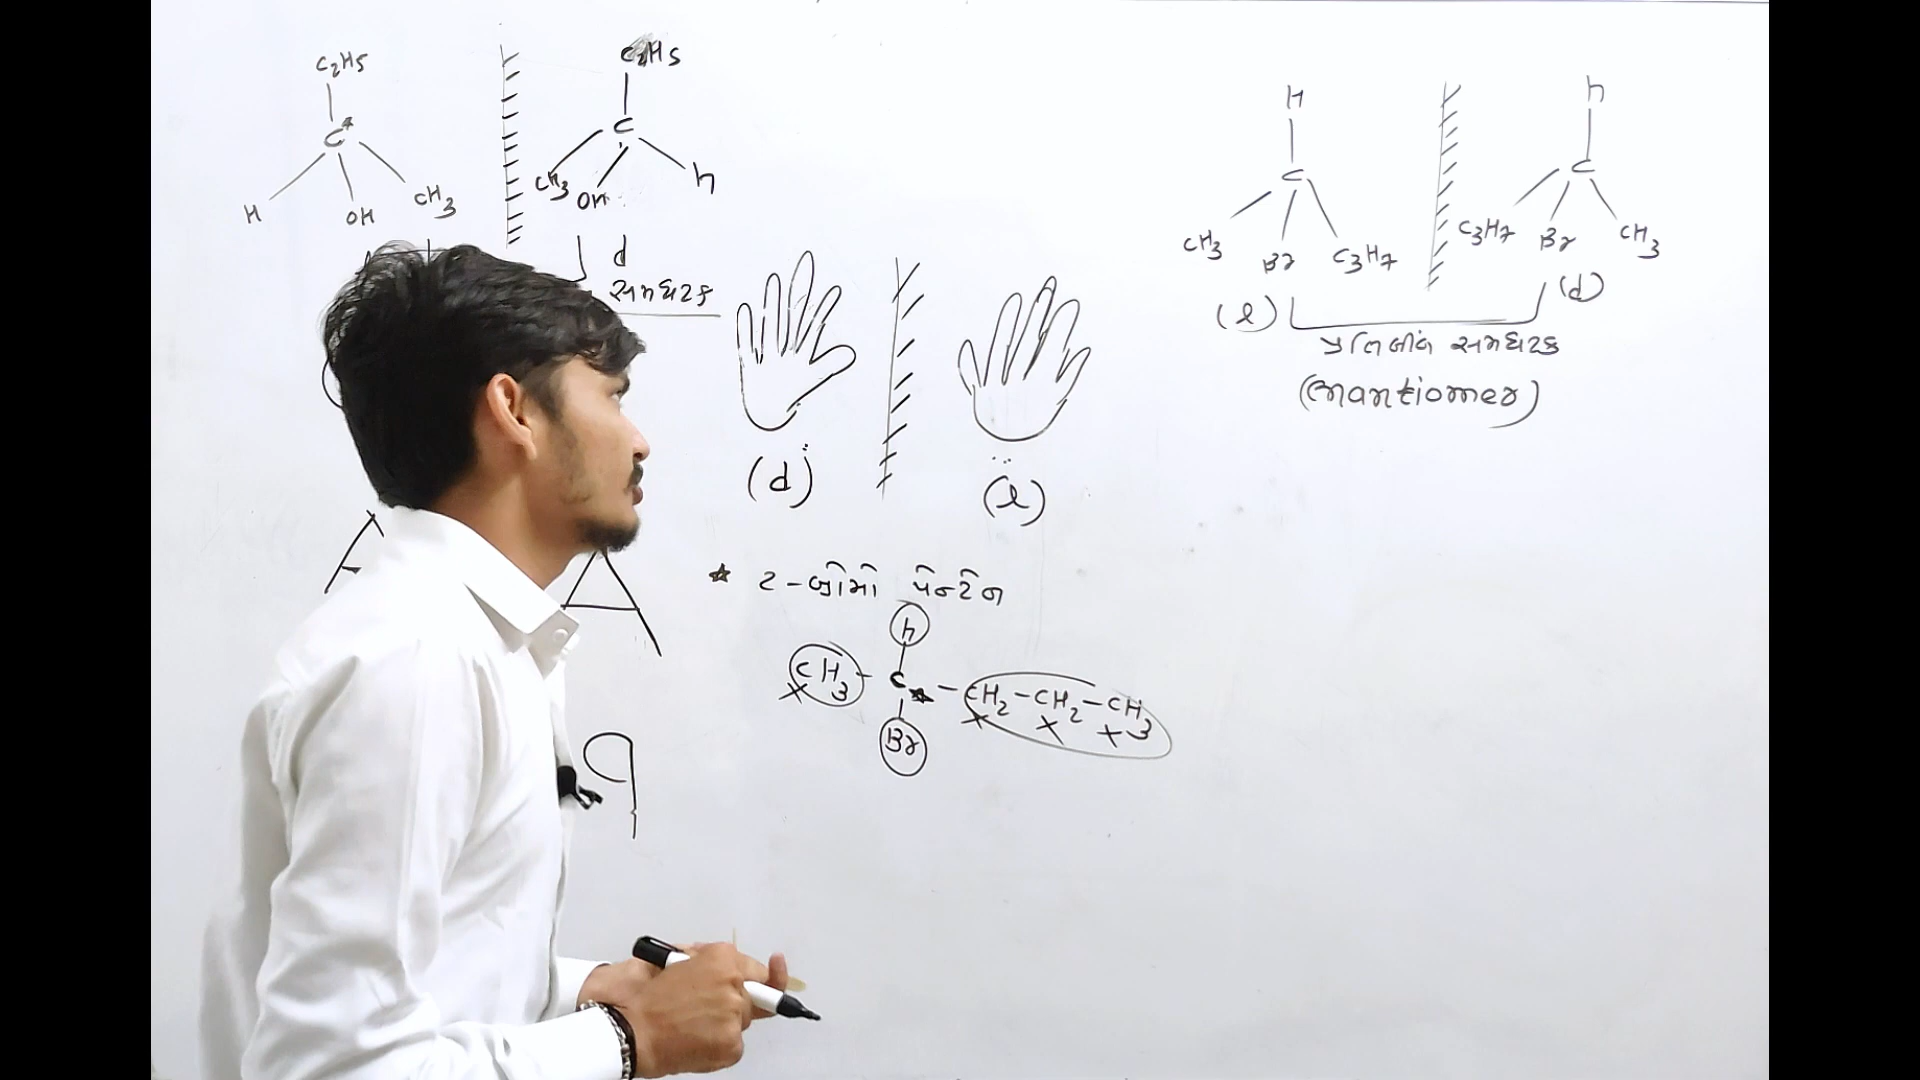 C2H5
C*
H OH CH3
C2H5
C
CH3 OH h
d
સમઘટક
(d)
(l)
H
C
CH3 Br C3H7
(l)
h
C
C3H7 Br CH3
(d)
પ્રતિબીંબ સમઘટક
(Enantiomer)
★ 2-બ્રોમો પેન્ટેન
h
CH3 - C★ - CH2-CH2-CH3
Br
A
A
9